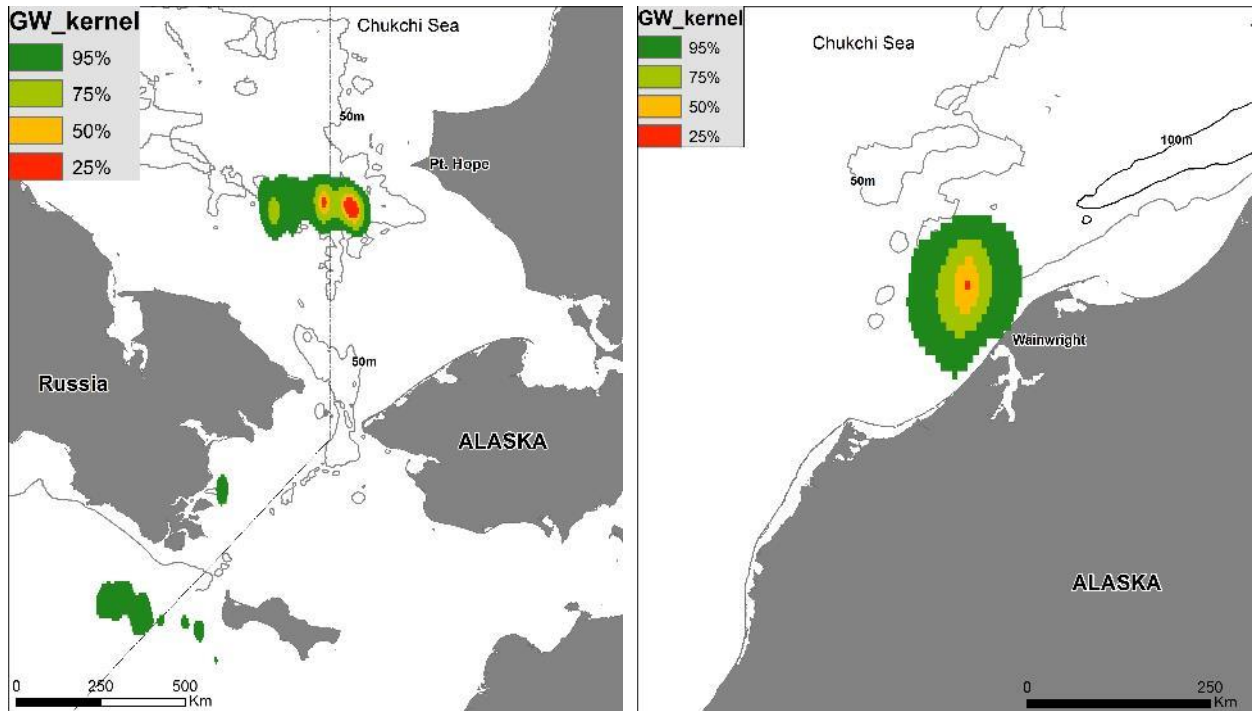 GW_kernel
95%
75%
50%
25%
Chukchi Sea
50m
Pt. Hope
50m
Russia
ALASKA
0 250 500
Km
GW_kernel
95%
75%
50%
25%
Chukchi Sea
100m
50m
Wainwright
ALASKA
0 250
Km